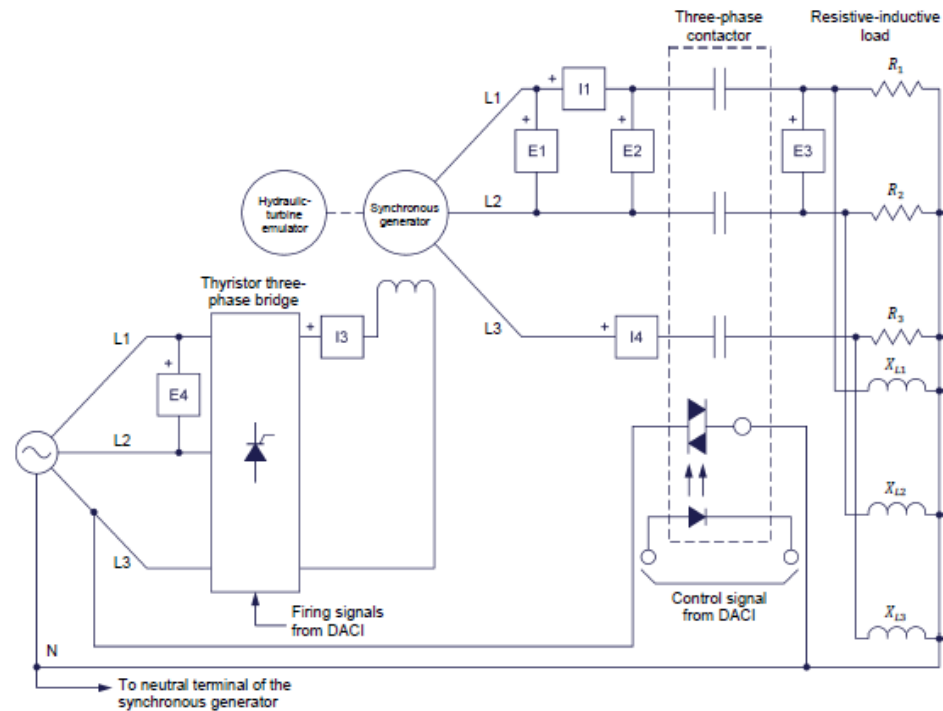 Three-phase
contactor
Resistive-inductive
load
R1
L1
+
I1
+
+
+
E1
E2
E3
R2
L2
Hydraulic-
turbine
emulator
Synchronous
generator
Thyristor three-
phase bridge
R3
L3
+
I4
+
I3
L1
+
E4
XL1
L2
XL2
L3
Firing signals
from DACI
Control signal
from DACI
XL3
N
To neutral terminal of the
synchronous generator